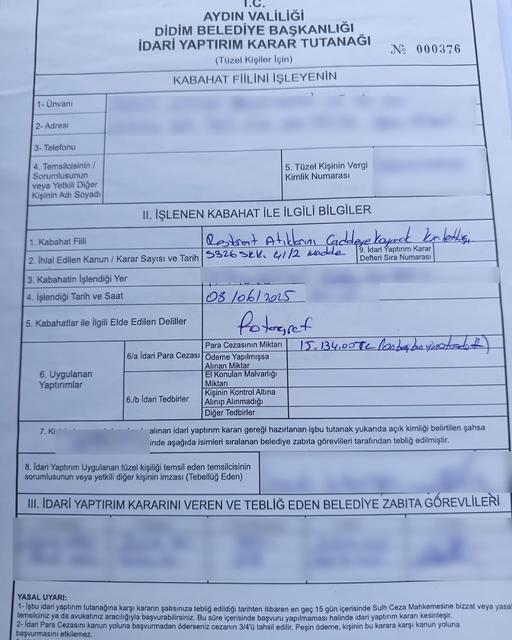 T.C.
AYDIN VALİLİĞİ
DİDİM BELEDİYE BAŞKANLIĞI
İDARİ YAPTIRIM KARAR TUTANAĞI
(Tüzel Kişiler İçin)
№ 000376
KABAHAT FİİLİNİ İŞLEYENİN
1- Ünvanı
2- Adresi
3- Telefonu
4. Temsilcisinin /
Sorumlusunun
veya Yetkili Diğer
Kişinin Adı Soyadı
5. Tüzel Kişinin Vergi
Kimlik Numarası
II. İŞLENEN KABAHAT İLE İLGİLİ BİLGİLER
1. Kabahat Fiili
Restorant Atıklarını Caddeye Koyarak Kirlettiği
2. İhlal Edilen Kanun / Karar Sayısı ve Tarih
5326 S.K.K. 41/2 madde
9. İdari Yaptırım Karar
Defteri Sıra Numarası
3. Kabahatin İşlendiği Yer
4. İşlendiği Tarih ve Saat
03/06/2025
5. Kabahatler ile İlgili Elde Edilen Deliller
Fotoğraf
6. Uygulanan
Yaptırımlar
6/a İdari Para Cezası
Para Cezasının Miktarı
15.134.00 TL
Ödeme Yapılmışsa
Alınan Miktar
6./b İdari Tedbirler
El Konulan Malvarlığı
Miktarı
Kişinin Kontrol Altına
Alınıp Alınmadığı
Diğer Tedbirler
7. Ki
alınan idari yaptırım kararı gereği hazırlanan işbu tutanak yukarıda açık kimliği belirtilen şahsa
inde aşağıda isimleri sıralanan belediye zabıta görevlileri tarafından tebliğ edilmiştir.
8. İdari Yaptırım Uygulanan tüzel kişiliği temsil eden temsilcisinin
sorumlusunun veya yetkili diğer kişinin imzası (Tebellüğ Eden)
III. İDARİ YAPTIRIM KARARINI VEREN VE TEBLİĞ EDEN BELEDİYE ZABITA GÖREVLİLERİ
YASAL UYARI:
1- İşbu idari yaptırım tutanağına karşı kararın şahsınıza tebliğ edildiği tarihten itibaren en geç 15 gün içerisinde Sulh Ceza Mahkemesine bizzat veya yasal
temsilciniz ya da avukatınız aracılığıyla başvurabilirsiniz. Bu süre içerisinde başvuru yapılmaması halinde idari yaptırım kararı kesinleşir.
2- İdari Para Cezasını kanun yoluna başvurmadan öderseniz cezanın 3/4'ü tahsil edilir. Peşin ödeme, kişinin bu karara karşı kanun yoluna
başvurmasını etkilemez.